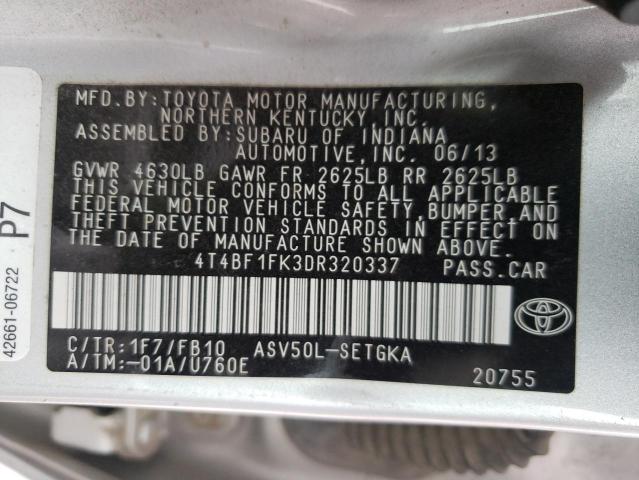 MFD.BY:TOYOTA MOTOR MANUFACTURING,
NORTHERN KENTUCKY,INC.
ASSEMBLED BY:SUBARU OF INDIANA
AUTOMOTIVE,INC. 06/13
GVWR 4630LB GAWR FR 2625LB RR 2625LB
THIS VEHICLE CONFORMS TO ALL APPLICABLE
FEDERAL MOTOR VEHICLE SAFETY,BUMPER,AND
THEFT PREVENTION STANDARDS IN EFFECT ON
THE DATE OF MANUFACTURE SHOWN ABOVE.
4T4BF1FK3DR320337 PASS.CAR
C/TR:1F7/FB10 ASV50L-SETGKA
A/TM:-01A/U760E
20755
TOYOTA
42661-06722 P7